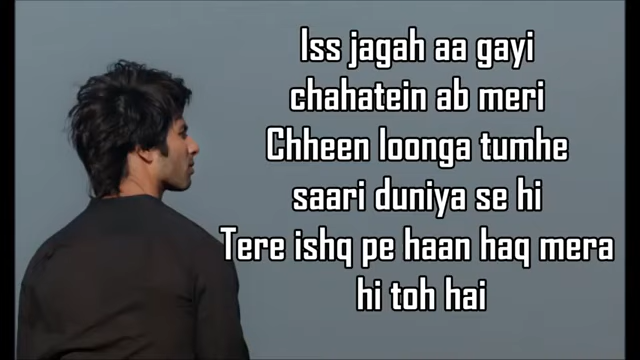 Iss jagah aa gayi
chahatein ab meri
Chheen loonga tumhe
saari duniya se hi
Tere ishq pe haan haq mera
hi toh hai